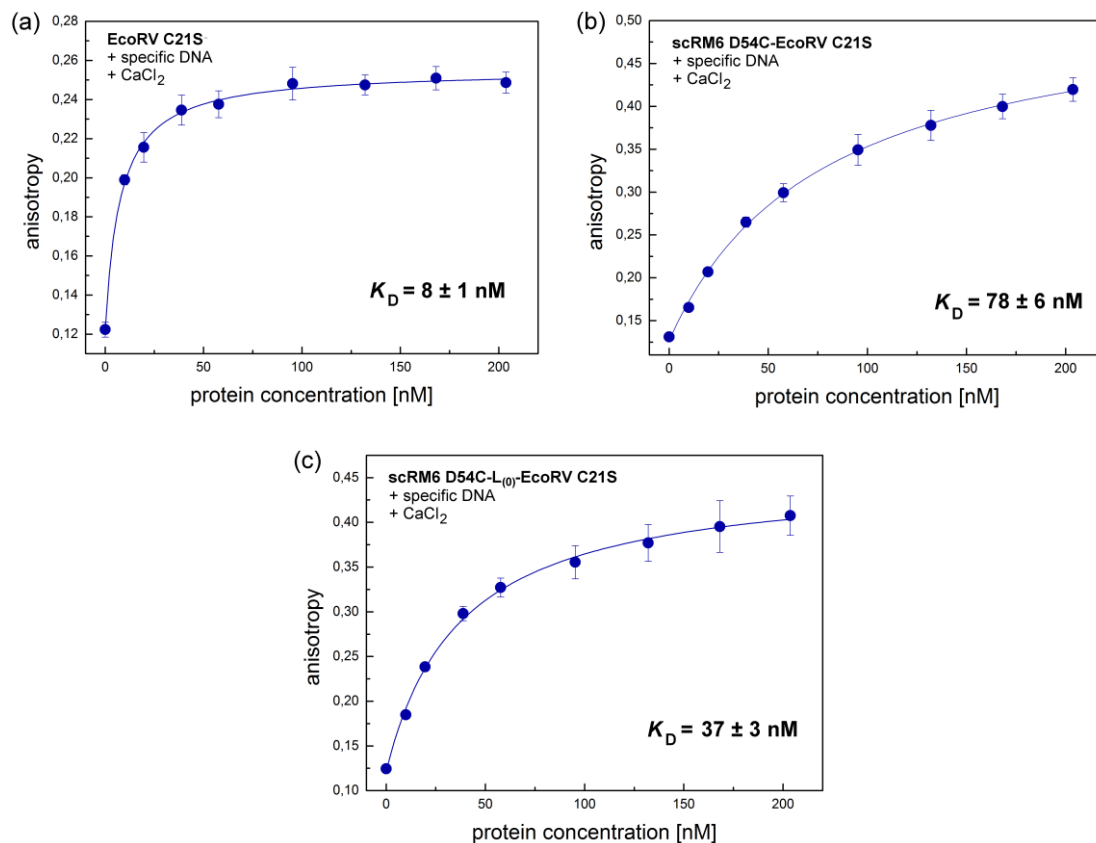 (a)
0,28
0,26
0,24
0,22
0,20
0,18
0,16
0,14
0,12
anisotropy
EcoRV C21S
+ specific DNA
+ CaCl2
KD = 8 ± 1 nM
0 50 100 150 200
protein concentration [nM]
(b)
0,50
0,45
0,40
0,35
0,30
0,25
0,20
0,15
anisotropy
scRM6 D54C-EcoRV C21S
+ specific DNA
+ CaCl2
KD = 78 ± 6 nM
0 50 100 150 200
protein concentration [nM]
(c)
0,45
0,40
0,35
0,30
0,25
0,20
0,15
0,10
anisotropy
scRM6 D54C-L(0)-EcoRV C21S
+ specific DNA
+ CaCl2
KD = 37 ± 3 nM
0 50 100 150 200
protein concentration [nM]